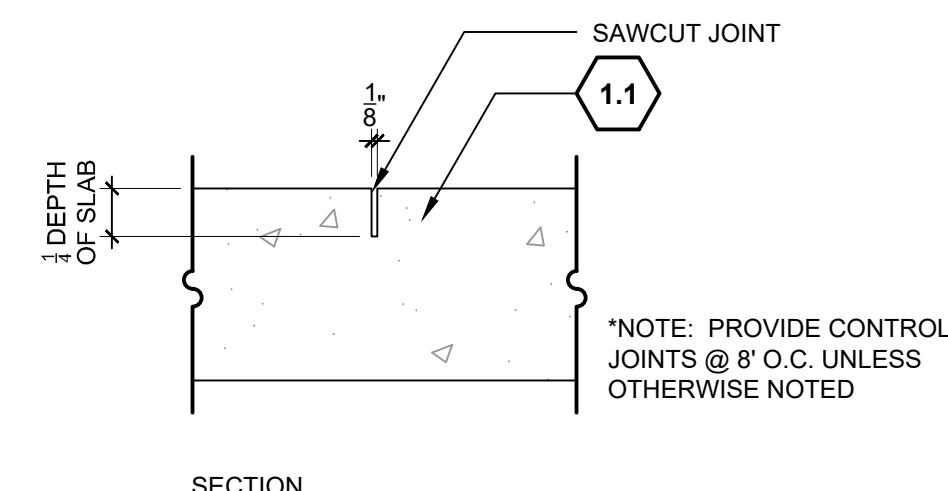 SAWCUT JOINT
1.1
1/8"
1/4 DEPTH
OF SLAB
*NOTE: PROVIDE CONTROL
JOINTS @ 8' O.C. UNLESS
OTHERWISE NOTED
SECTION